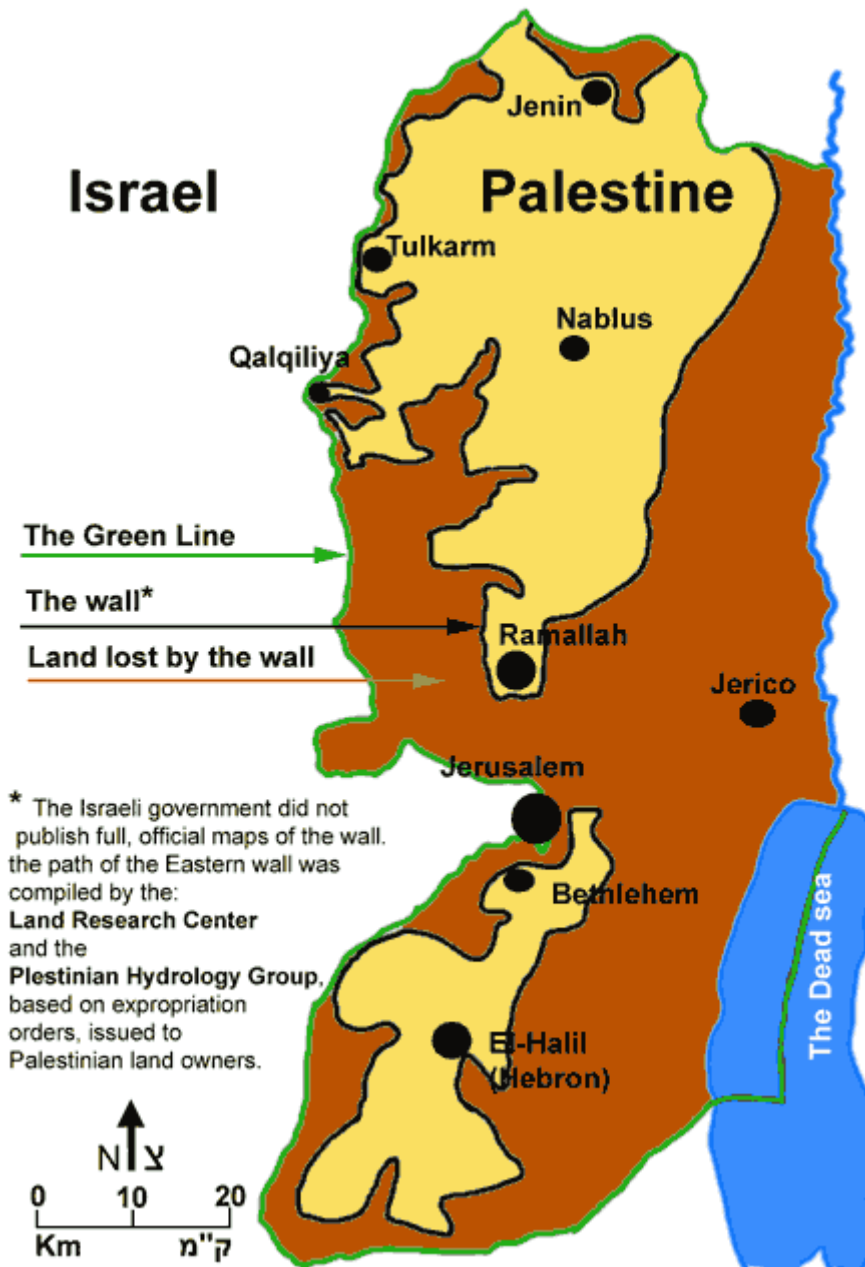 Jenin
Israel
Palestine
Tulkarm
Nablus
Qalqiliya
The Green Line
The wall*
Ramallah
Land lost by the wall
Jerico
Jerusalem
* The Israeli government did not
publish full, official maps of the wall.
the path of the Eastern wall was
compiled by the:
Land Research Center
and the
Plestinian Hydrology Group,
based on expropriation
orders, issued to
Palestinian land owners.
Bethlehem
The Dead sea
El-Halil
(Hebron)
N צ
0 10 20
Km ק"מ